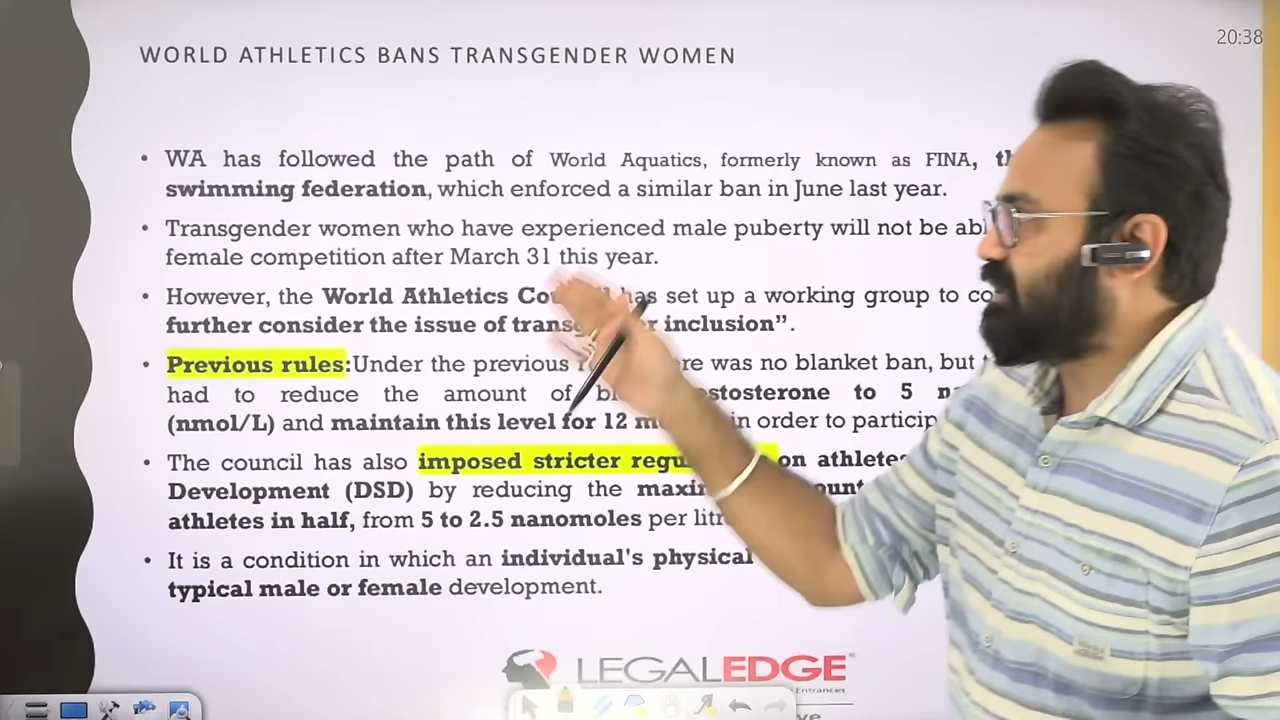 20:38
WORLD ATHLETICS BANS TRANSGENDER WOMEN
• WA has followed the path of World Aquatics, formerly known as FINA,
swimming federation, which enforced a similar ban in June last year.
• Transgender women who have experienced male puberty will not be
female competition after March 31 this year.
• However, the World Athletics has set up a working group to
further consider the issue of inclusion”.
• Previous rules:Under the previous was no blanket ban, but
had to reduce the amount of to 5
(nmol/L) and maintain this level for 12 in order to
• The council has also imposed stricter on
Development (DSD) by reducing the
athletes in half, from 5 to 2.5 nanomoles per
• It is a condition in which an individual's physical
typical male or female development.
LEGALEDGE
Entrances